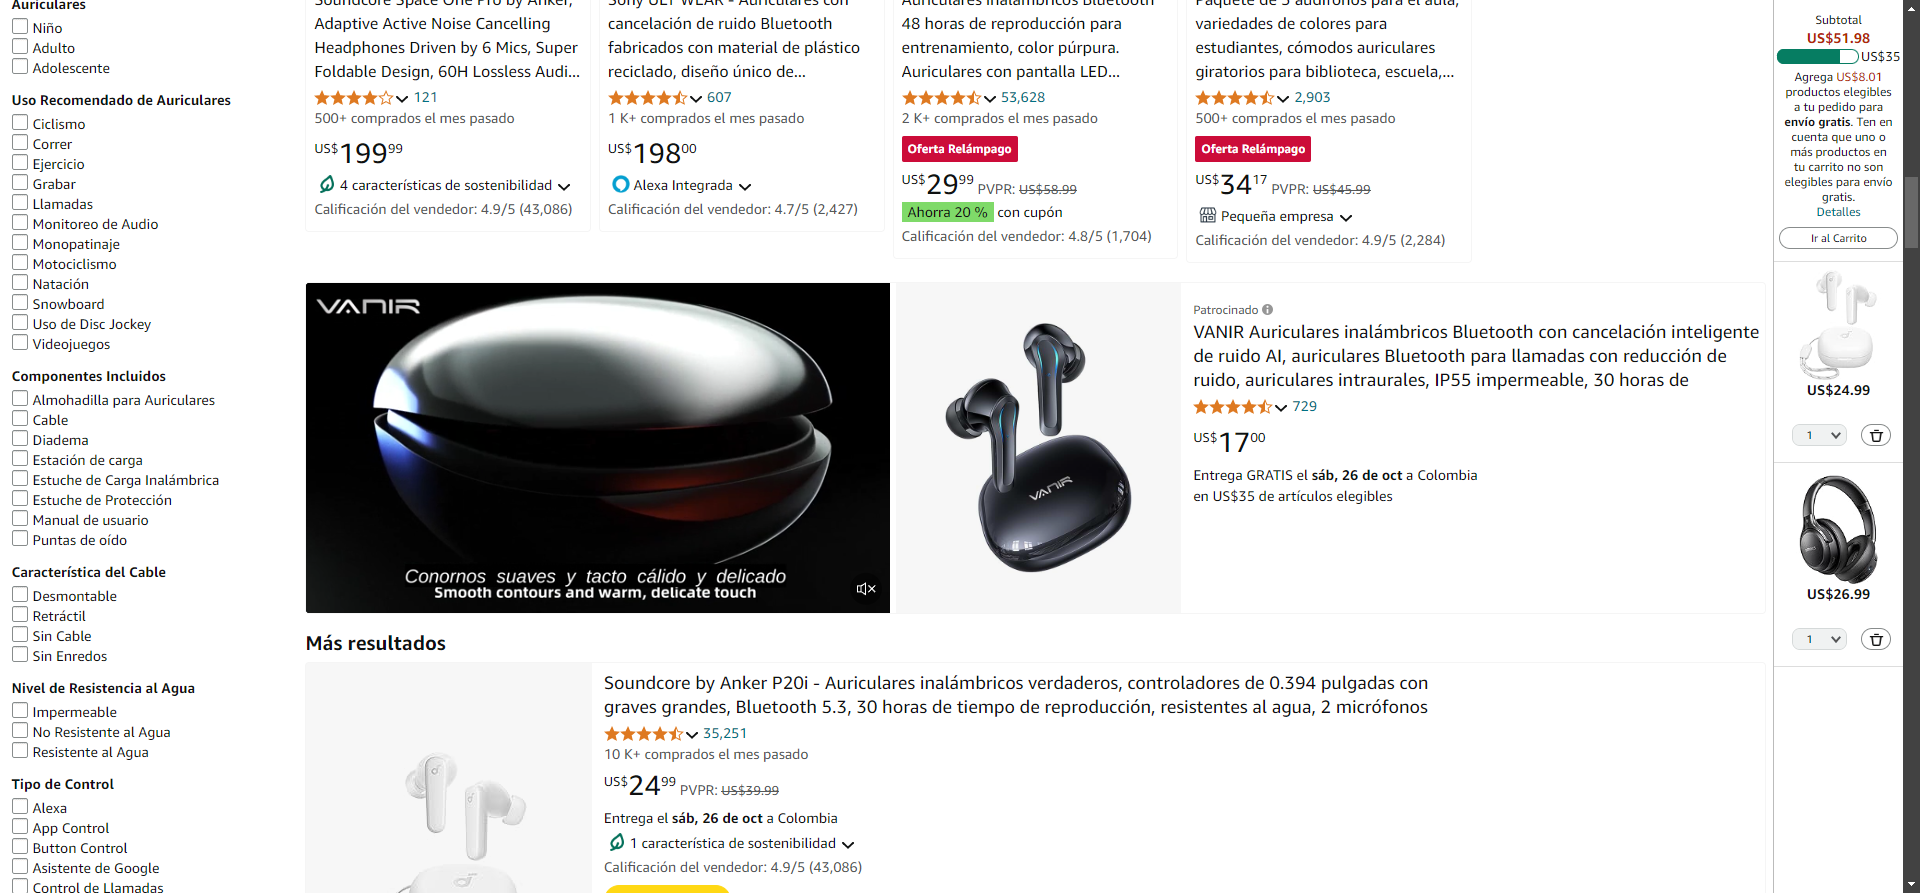 Auriculares
Niño
Adulto
Adolescente
Uso Recomendado de Auriculares
Ciclismo
Correr
Ejercicio
Grabar
Llamadas
Monitoreo de Audio
Monopatinaje
Motociclismo
Natación
Snowboard
Uso de Disc Jockey
Videojuegos
Componentes Incluidos
Almohadilla para Auriculares
Cable
Diadema
Estación de carga
Estuche de Carga Inalámbrica
Estuche de Protección
Manual de usuario
Puntas de oído
Característica del Cable
Desmontable
Retráctil
Sin Cable
Sin Enredos
Nivel de Resistencia al Agua
Impermeable
No Resistente al Agua
Resistente al Agua
Tipo de Control
Alexa
App Control
Button Control
Asistente de Google
Control de Llamadas
Soundcore Space One Pro by Anker,
Adaptive Active Noise Cancelling
Headphones Driven by 6 Mics, Super
Foldable Design, 60H Lossless Audi...
121
500+ comprados el mes pasado
US$199.99
4 características de sostenibilidad
Calificación del vendedor: 4.9/5 (43,086)
Sony ULT WEAR - Auriculares con
cancelación de ruido Bluetooth
fabricados con material de plástico
reciclado, diseño único de...
607
1 K+ comprados el mes pasado
US$198.00
Alexa Integrada
Calificación del vendedor: 4.7/5 (2,427)
Auriculares inalámbricos Bluetooth
48 horas de reproducción para
entrenamiento, color púrpura.
Auriculares con pantalla LED...
53,628
2 K+ comprados el mes pasado
Oferta Relámpago
US$29.99 PVPR: US$58.99
Ahorra 20 % con cupón
Calificación del vendedor: 4.8/5 (1,704)
Paquete de 5 audífonos para el aula,
variedades de colores para
estudiantes, cómodos auriculares
giratorios para biblioteca, escuela,...
2,903
500+ comprados el mes pasado
Oferta Relámpago
US$34.17 PVPR: US$45.99
Pequeña empresa
Calificación del vendedor: 4.9/5 (2,284)
VANIR
Conornos suaves y tacto cálido y delicado
Smooth contours and warm, delicate touch
VANIR
Patrocinado
VANIR Auriculares inalámbricos Bluetooth con cancelación inteligente
de ruido AI, auriculares Bluetooth para llamadas con reducción de
ruido, auriculares intraurales, IP55 impermeable, 30 horas de
729
US$17.00
Entrega GRATIS el sáb, 26 de oct a Colombia
en US$35 de artículos elegibles
Más resultados
Soundcore by Anker P20i - Auriculares inalámbricos verdaderos, controladores de 0.394 pulgadas con
graves grandes, Bluetooth 5.3, 30 horas de tiempo de reproducción, resistentes al agua, 2 micrófonos
35,251
10 K+ comprados el mes pasado
US$24.99 PVPR: US$39.99
Entrega el sáb, 26 de oct a Colombia
1 característica de sostenibilidad
Calificación del vendedor: 4.9/5 (43,086)
Subtotal
US$51.98
US$35
Agrega US$8.01
productos elegibles
a tu pedido para
envío gratis. Ten en
cuenta que uno o
más productos en
tu carrito no son
elegibles para envío
gratis.
Detalles
Ir al Carrito
US$24.99
1
US$26.99
1